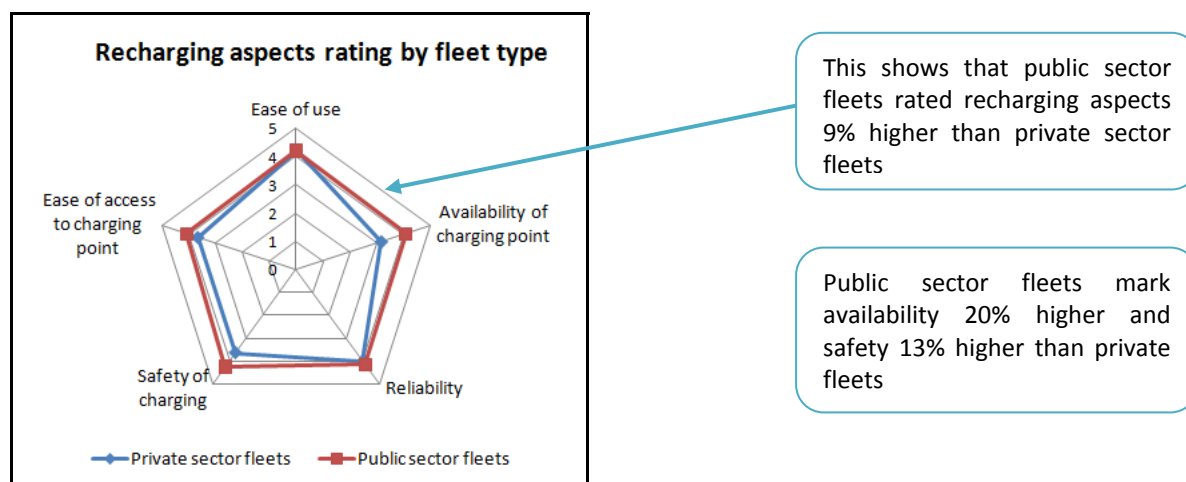 Recharging aspects rating by fleet type
Ease of use
5
4
3
2
1
0
Ease of access
to charging
point
Availability of
charging point
Safety of
charging
Reliability
Private sector fleets
Public sector fleets
This shows that public sector
fleets rated recharging aspects
9% higher than private sector
fleets
Public sector fleets mark
availability 20% higher and
safety 13% higher than private
fleets